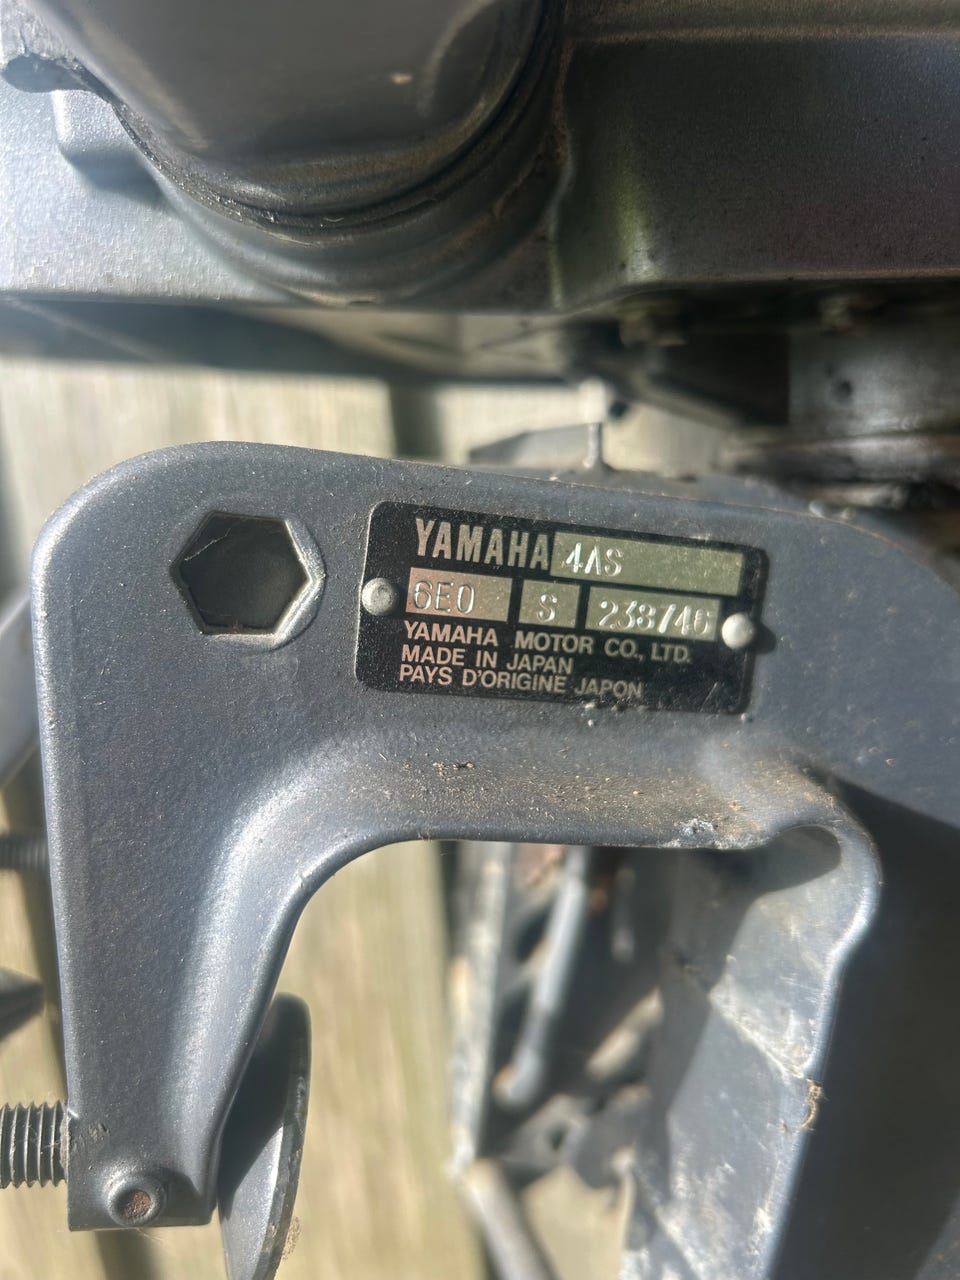 YAMAHA 4AS
6E0 S 238746
YAMAHA MOTOR CO., LTD.
MADE IN JAPAN
PAYS D'ORIGINE JAPON